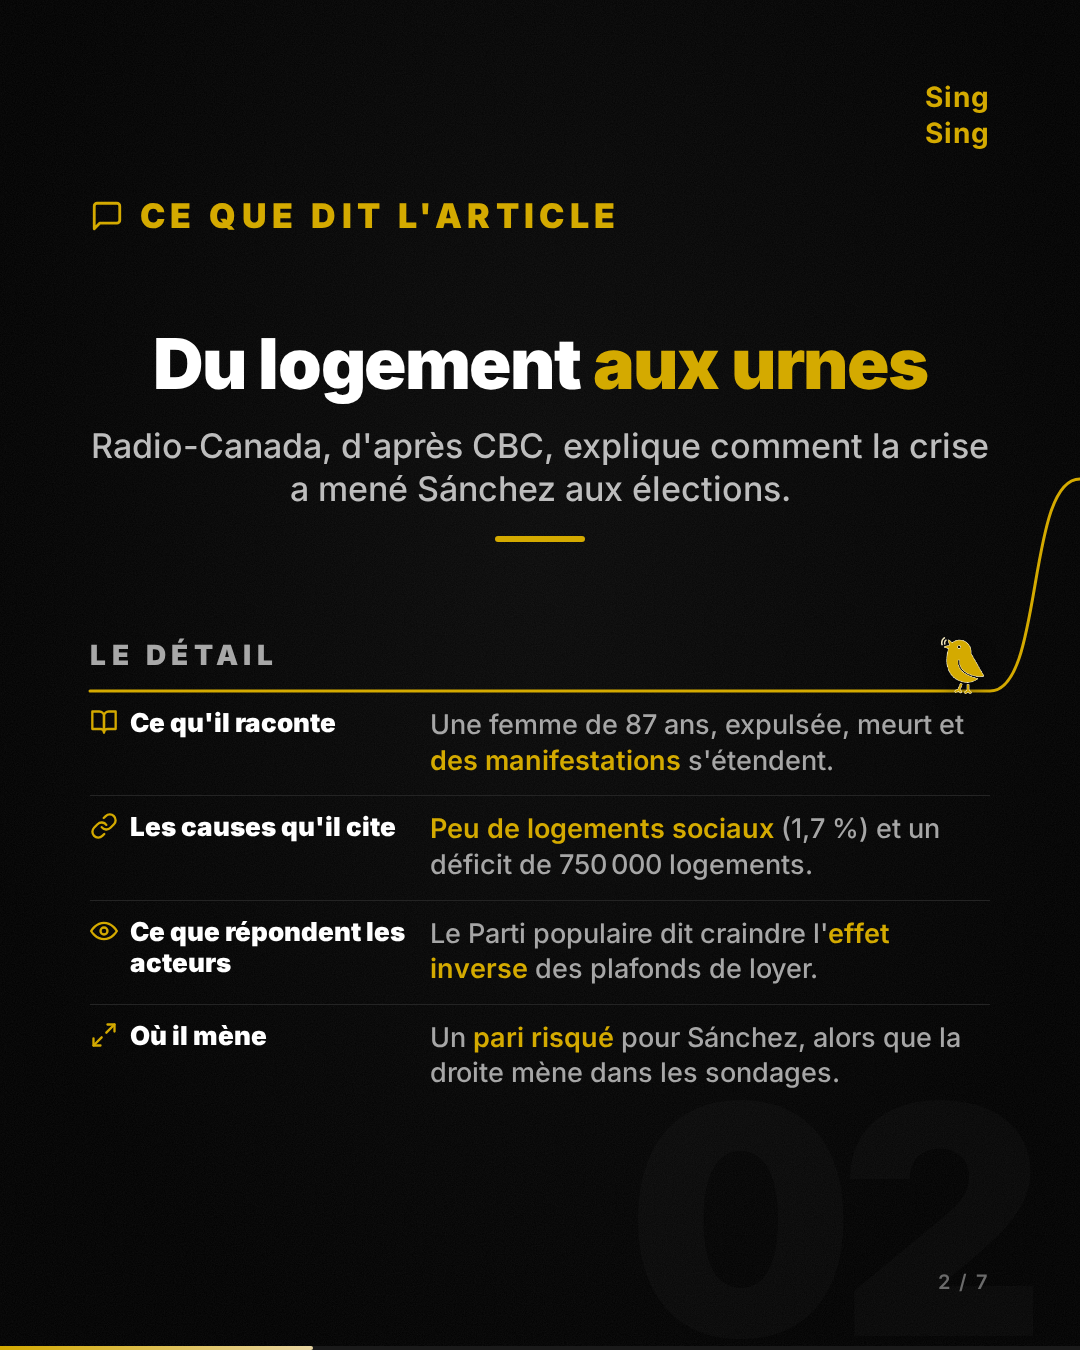 Sing
Sing
CE QUE DIT L'ARTICLE
Du logement aux urnes
Radio-Canada, d'après CBC, explique comment la crise
a mené Sánchez aux élections.
LE DÉTAIL
Ce qu'il raconte
Une femme de 87 ans, expulsée, meurt et
des manifestations s'étendent.
Les causes qu'il cite
Peu de logements sociaux (1,7 %) et un
déficit de 750 000 logements.
Ce que répondent les
acteurs
Le Parti populaire dit craindre l'effet
inverse des plafonds de loyer.
Où il mène
Un pari risqué pour Sánchez, alors que la
droite mène dans les sondages.
02
2 / 7